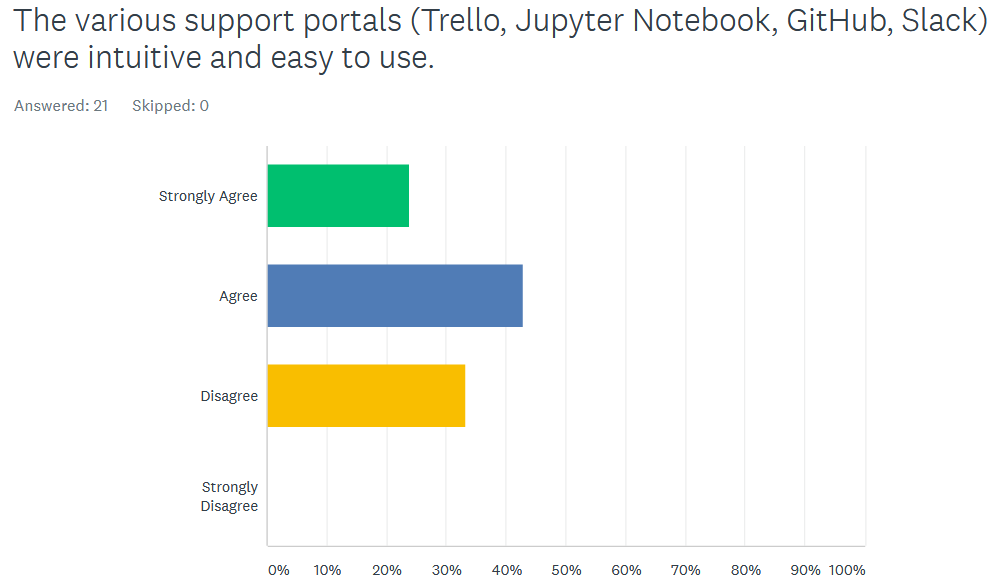 The various support portals (Trello, Jupyter Notebook, GitHub, Slack)
were intuitive and easy to use.
Answered: 21 Skipped: 0
Strongly Agree
Agree
Disagree
Strongly
Disagree
0% 10% 20% 30% 40% 50% 60% 70% 80% 90% 100%